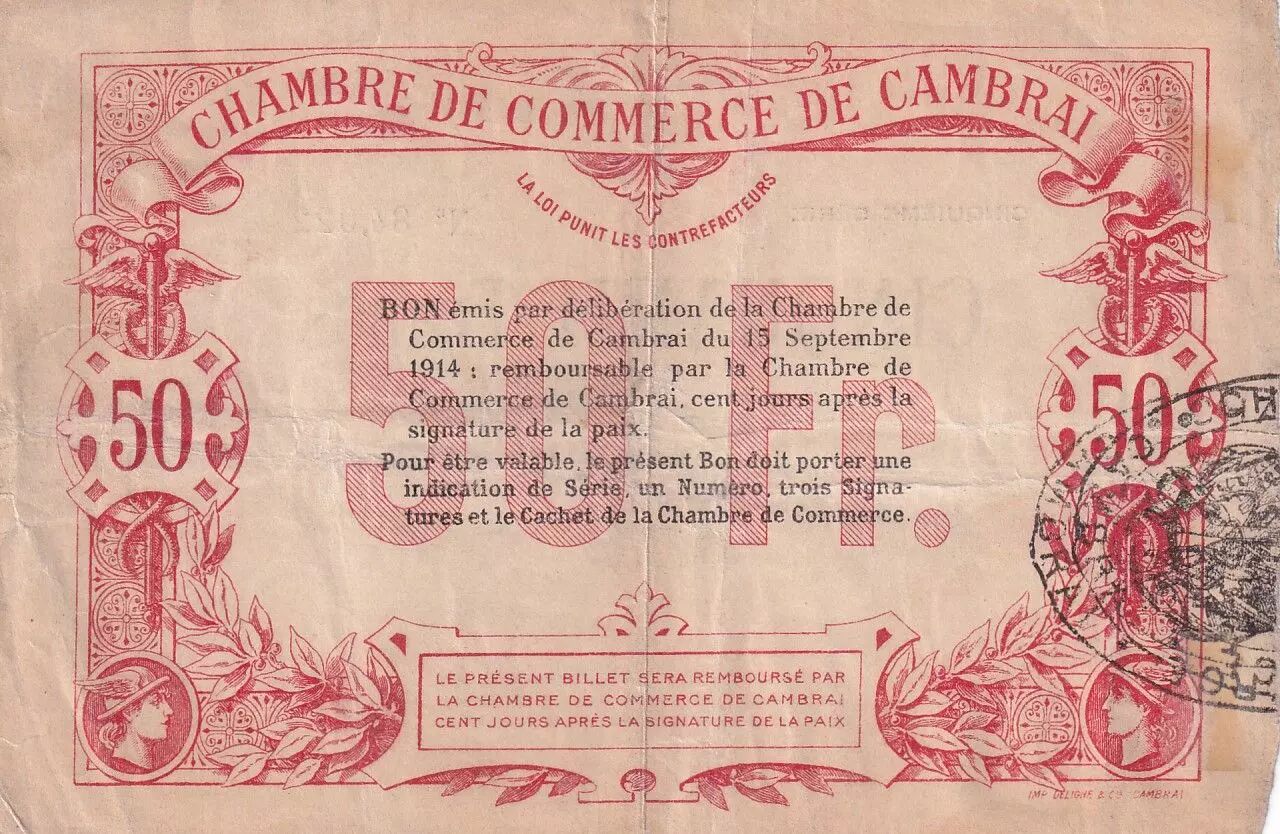 CHAMBRE DE COMMERCE DE CAMBRAI
LA LOI PUNIT LES CONTREFACTEURS
50 Fr.
BON émis par délibération de la Chambre de
Commerce de Cambrai du 15 Septembre
1914 : remboursable par la Chambre de
Commerce de Cambrai, cent jours après la
signature de la paix.
Pour être valable, le présent Bon doit porter une
indication de Série, un Numéro, trois Signa-
tures et le Cachet de la Chambre de Commerce.
50
50
LE PRÉSENT BILLET SERA REMBOURSÉ PAR
LA CHAMBRE DE COMMERCE DE CAMBRAI
CENT JOURS APRÈS LA SIGNATURE DE LA PAIX
IMP DELIGNE & CO CAMBRAI